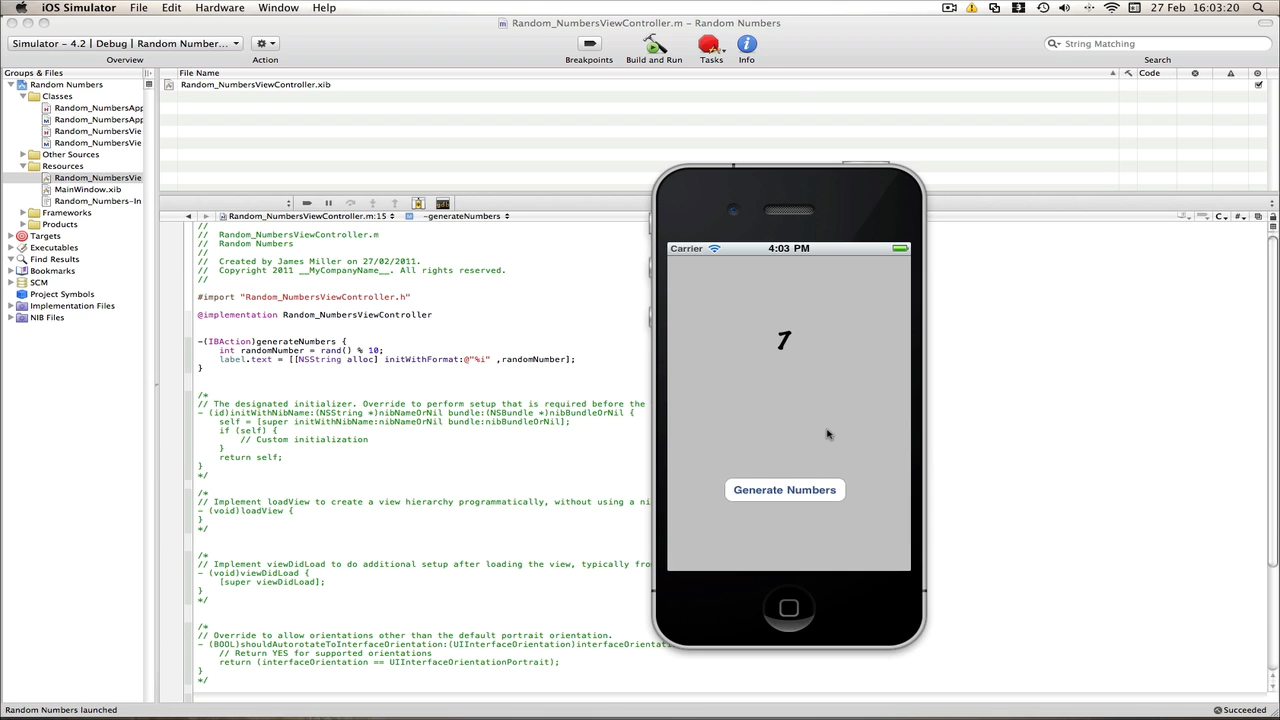 iOS Simulator File Edit Hardware Window Help 27 Feb 16:03:20
Random_NumbersViewController.m - Random Numbers
Simulator - 4.2 | Debug | Random Number...
String Matching
Overview Action Breakpoints Build and Run Tasks Info Search
Groups & Files File Name Code
Random Numbers Random_NumbersViewController.xib
Classes
Random_NumbersApp
Random_NumbersApp
Random_NumbersVie
Random_NumbersVie
Other Sources
Resources
Random_NumbersVie
MainWindow.xib
Random_Numbers-In
Frameworks
Products
Targets
Executables
Find Results
Bookmarks
SCM
Project Symbols
Implementation Files
NIB Files
Random_NumbersViewController.m:15 -generateNumbers
//
// Random_NumbersViewController.m
// Random Numbers
//
// Created by James Miller on 27/02/2011.
// Copyright 2011 __MyCompanyName__. All rights reserved.
//
#import "Random_NumbersViewController.h"
@implementation Random_NumbersViewController
-(IBAction)generateNumbers {
int randomNumber = rand() % 10;
label.text = [[NSString alloc] initWithFormat:@"%i" ,randomNumber];
}
/*
// The designated initializer. Override to perform setup that is required before the
- (id)initWithNibName:(NSString *)nibNameOrNil bundle:(NSBundle *)nibBundleOrNil {
self = [super initWithNibName:nibNameOrNil bundle:nibBundleOrNil];
if (self) {
// Custom initialization
}
return self;
}
*/
/*
// Implement loadView to create a view hierarchy programmatically, without using a ni
- (void)loadView {
}
*/
/*
// Implement viewDidLoad to do additional setup after loading the view, typically fro
- (void)viewDidLoad {
[super viewDidLoad];
}
*/
/*
// Override to allow orientations other than the default portrait orientation.
- (BOOL)shouldAutorotateToInterfaceOrientation:(UIInterfaceOrientation)interfaceOrienta
// Return YES for supported orientations
return (interfaceOrientation == UIInterfaceOrientationPortrait);
}
*/
Carrier 4:03 PM
7
Generate Numbers
Random Numbers launched Succeeded